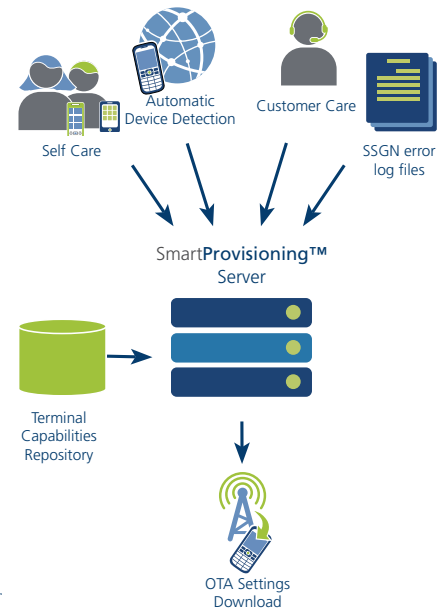 Self Care
Automatic
Device Detection
Customer Care
SSGN error
log files
SmartProvisioning™
Server
Terminal
Capabilities
Repository
OTA Settings
Download